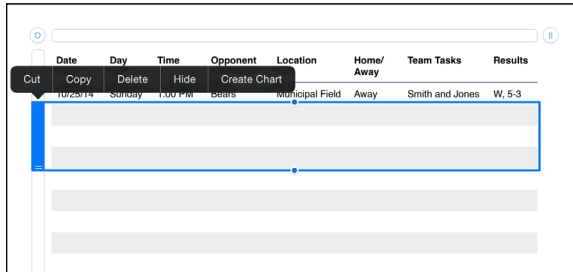 Date Day Time Opponent Location Home/ Away Team Tasks Results
Cut Copy Delete Hide Create Chart
10/25/14 Sunday 1:00 PM Bears Municipal Field Away Smith and Jones W, 5-3